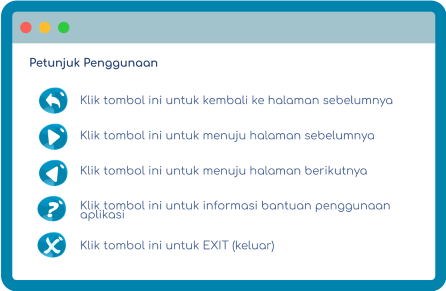 Petunjuk Penggunaan
Klik tombol ini untuk kembali ke halaman sebelumnya
Klik tombol ini untuk menuju halaman sebelumnya
Klik tombol ini untuk menuju halaman berikutnya
? Klik tombol ini untuk informasi bantuan penggunaan
aplikasi
X Klik tombol ini untuk EXIT (keluar)